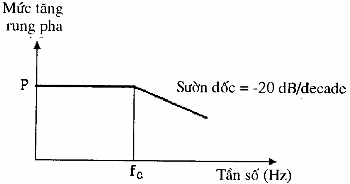 Mức tăng
rung pha
P
Sườn dốc = -20 dB/decade
fc
Tần số (Hz)